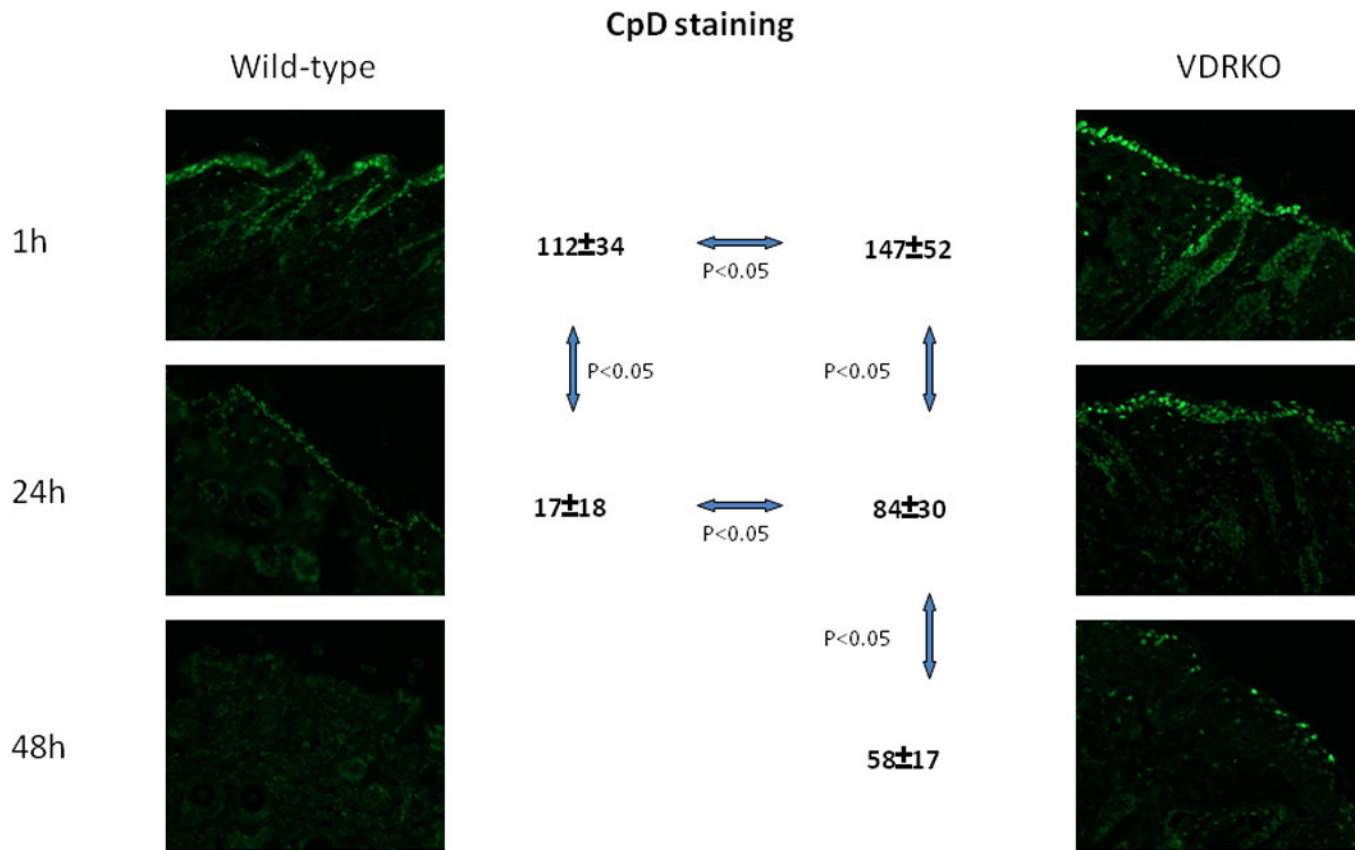 CpD staining
Wild-type
VDRKO
1h
112±34
P<0.05
147±52
P<0.05
P<0.05
24h
17±18
P<0.05
84±30
P<0.05
48h
58±17